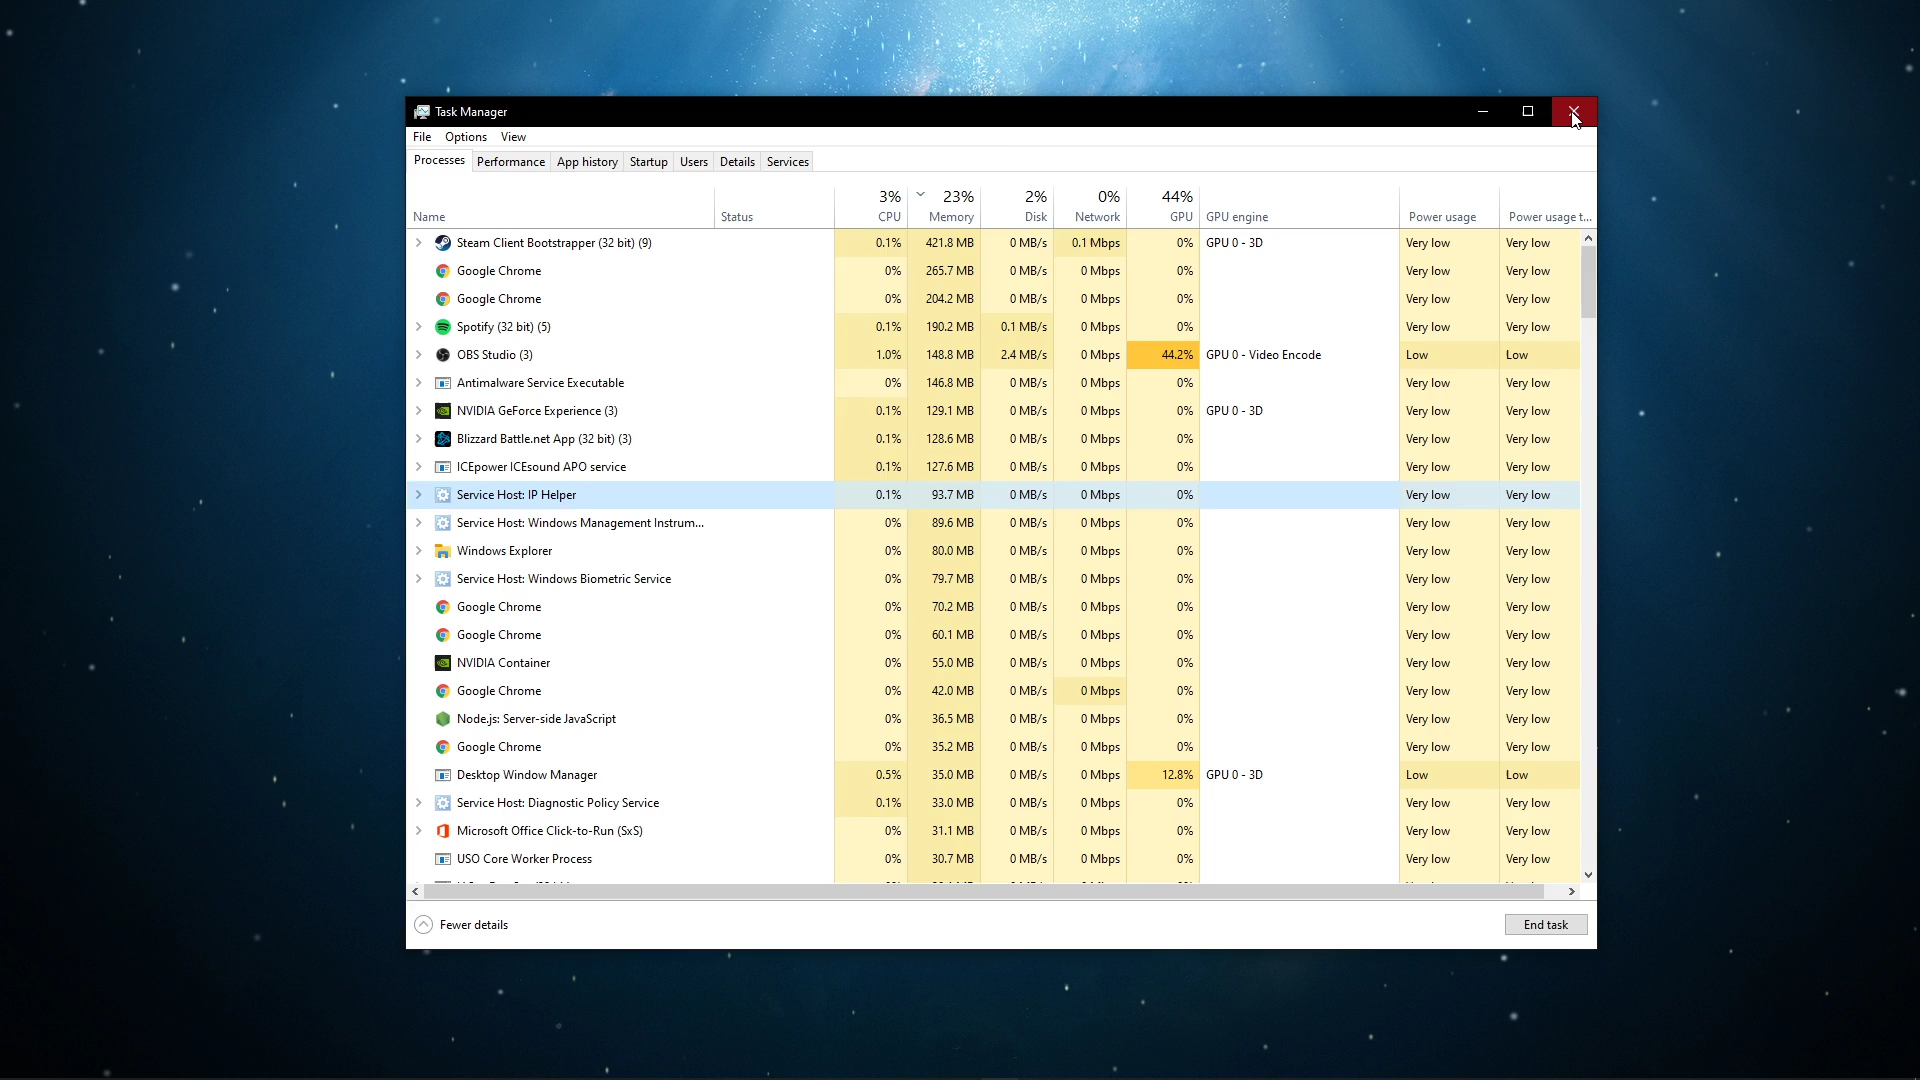 Task Manager
File Options View
Processes Performance App history Startup Users Details Services
3% 23% 2% 0% 44%
Name Status CPU Memory Disk Network GPU GPU engine Power usage Power usage t...
Steam Client Bootstrapper (32 bit) (9) 0.1% 421.8 MB 0 MB/s 0.1 Mbps 0% GPU 0 - 3D Very low Very low
Google Chrome 0% 265.7 MB 0 MB/s 0 Mbps 0% Very low Very low
Google Chrome 0% 204.2 MB 0 MB/s 0 Mbps 0% Very low Very low
Spotify (32 bit) (5) 0.1% 190.2 MB 0.1 MB/s 0 Mbps 0% Very low Very low
OBS Studio (3) 1.0% 148.8 MB 2.4 MB/s 0 Mbps 44.2% GPU 0 - Video Encode Low Low
Antimalware Service Executable 0% 146.8 MB 0 MB/s 0 Mbps 0% Very low Very low
NVIDIA GeForce Experience (3) 0.1% 129.1 MB 0 MB/s 0 Mbps 0% GPU 0 - 3D Very low Very low
Blizzard Battle.net App (32 bit) (3) 0.1% 128.6 MB 0 MB/s 0 Mbps 0% Very low Very low
ICEpower ICEsound APO service 0.1% 127.6 MB 0 MB/s 0 Mbps 0% Very low Very low
Service Host: IP Helper 0.1% 93.7 MB 0 MB/s 0 Mbps 0% Very low Very low
Service Host: Windows Management Instrum... 0% 89.6 MB 0 MB/s 0 Mbps 0% Very low Very low
Windows Explorer 0% 80.0 MB 0 MB/s 0 Mbps 0% Very low Very low
Service Host: Windows Biometric Service 0% 79.7 MB 0 MB/s 0 Mbps 0% Very low Very low
Google Chrome 0% 70.2 MB 0 MB/s 0 Mbps 0% Very low Very low
Google Chrome 0% 60.1 MB 0 MB/s 0 Mbps 0% Very low Very low
NVIDIA Container 0% 55.0 MB 0 MB/s 0 Mbps 0% Very low Very low
Google Chrome 0% 42.0 MB 0 MB/s 0 Mbps 0% Very low Very low
Node.js: Server-side JavaScript 0% 36.5 MB 0 MB/s 0 Mbps 0% Very low Very low
Google Chrome 0% 35.2 MB 0 MB/s 0 Mbps 0% Very low Very low
Desktop Window Manager 0.5% 35.0 MB 0 MB/s 0 Mbps 12.8% GPU 0 - 3D Low Low
Service Host: Diagnostic Policy Service 0.1% 33.0 MB 0 MB/s 0 Mbps 0% Very low Very low
Microsoft Office Click-to-Run (SxS) 0% 31.1 MB 0 MB/s 0 Mbps 0% Very low Very low
USO Core Worker Process 0% 30.7 MB 0 MB/s 0 Mbps 0% Very low Very low
Fewer details End task